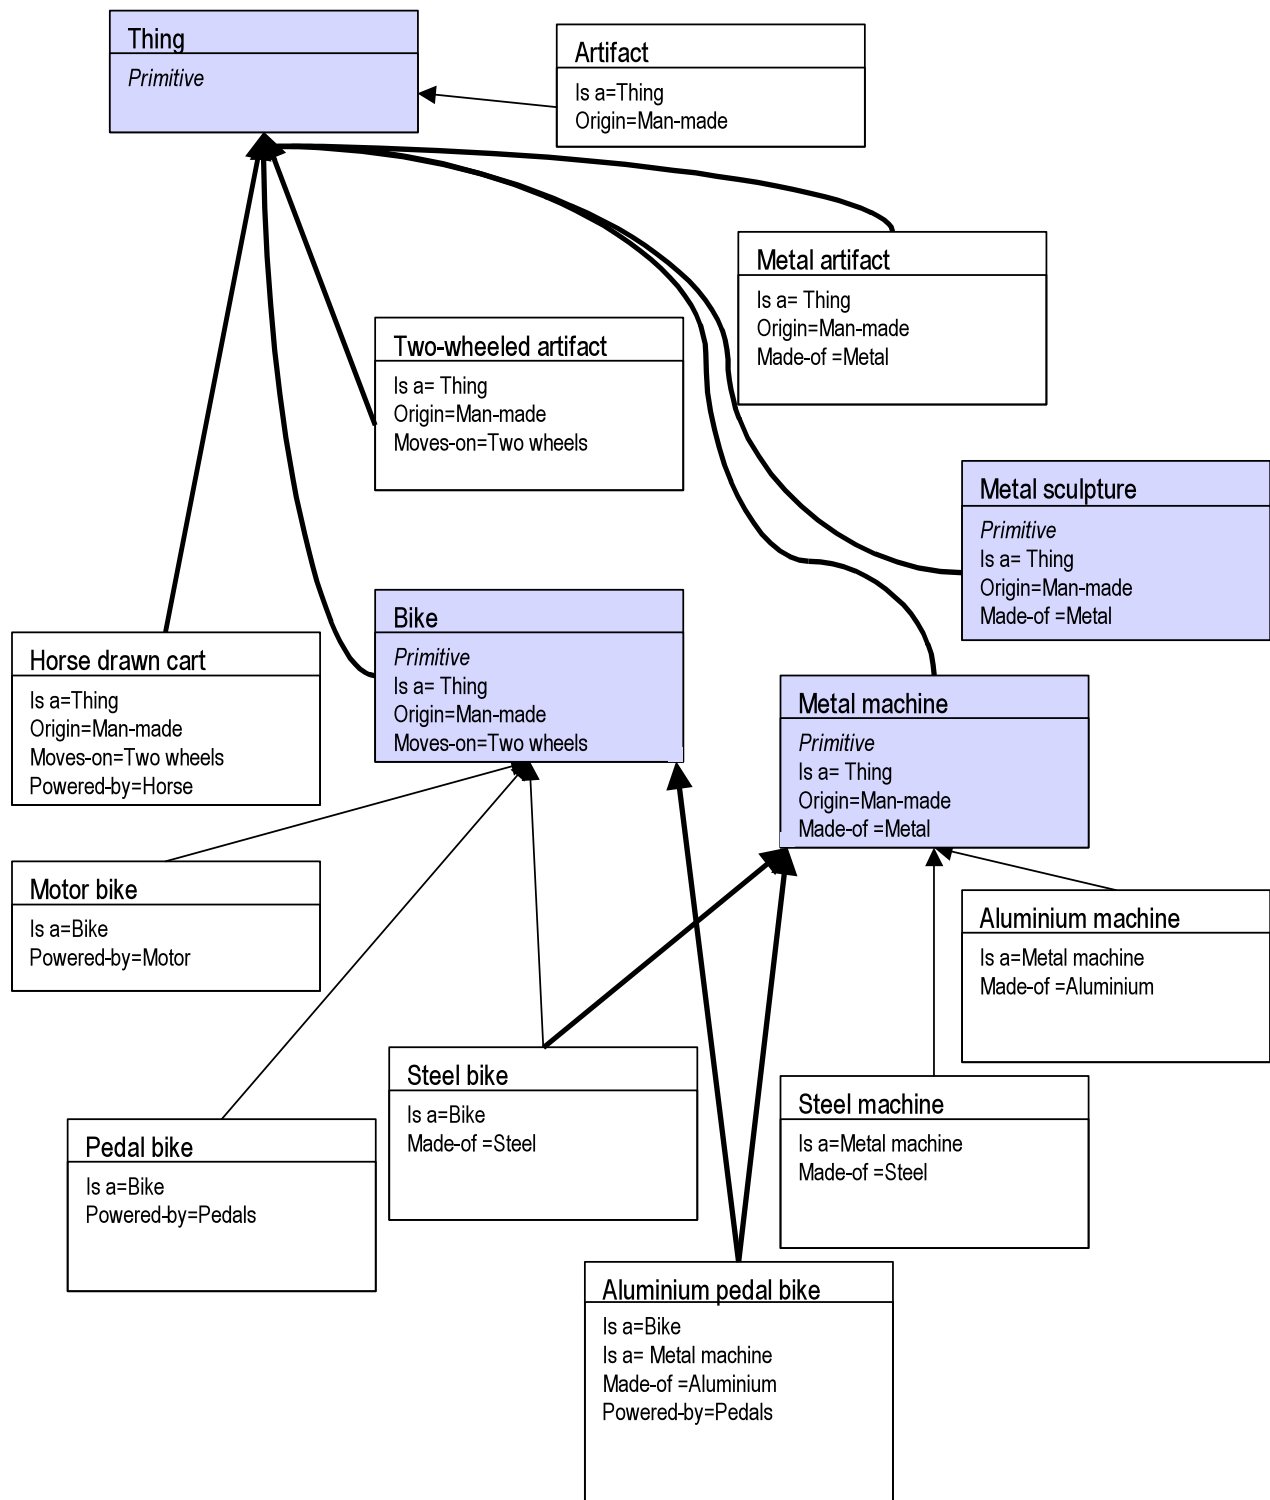 Thing
Primitive
Artifact
Is a=Thing
Origin=Man-made
Metal artifact
Is a= Thing
Origin=Man-made
Made-of =Metal
Two-wheeled artifact
Is a= Thing
Origin=Man-made
Moves-on=Two wheels
Metal sculpture
Primitive
Is a= Thing
Origin=Man-made
Made-of =Metal
Bike
Primitive
Is a= Thing
Origin=Man-made
Moves-on=Two wheels
Horse drawn cart
Is a=Thing
Origin=Man-made
Moves-on=Two wheels
Powered-by=Horse
Metal machine
Primitive
Is a= Thing
Origin=Man-made
Made-of =Metal
Motor bike
Is a=Bike
Powered-by=Motor
Aluminium machine
Is a=Metal machine
Made-of =Aluminium
Steel bike
Is a=Bike
Made-of =Steel
Steel machine
Is a=Metal machine
Made-of =Steel
Pedal bike
Is a=Bike
Powered-by=Pedals
Aluminium pedal bike
Is a=Bike
Is a= Metal machine
Made-of =Aluminium
Powered-by=Pedals